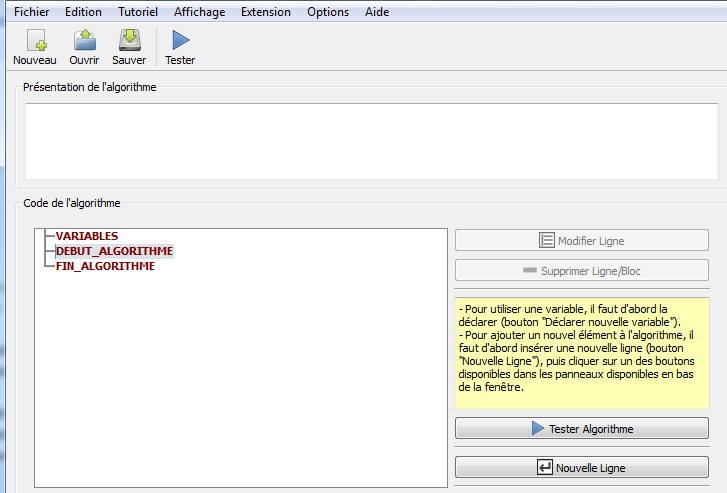 Fichier Edition Tutoriel Affichage Extension Options Aide
Nouveau Ouvrir Sauver Tester
Présentation de l'algorithme
Code de l'algorithme
VARIABLES
DEBUT_ALGORITHME
FIN_ALGORITHME
Modifier Ligne
Supprimer Ligne/Bloc
- Pour utiliser une variable, il faut d'abord la
déclarer (bouton "Déclarer nouvelle variable").
- Pour ajouter un nouvel élément à l'algorithme, il
faut d'abord insérer une nouvelle ligne (bouton
"Nouvelle Ligne"), puis cliquer sur un des boutons
disponibles dans les panneaux disponibles en bas
de la fenêtre.
Tester Algorithme
Nouvelle Ligne